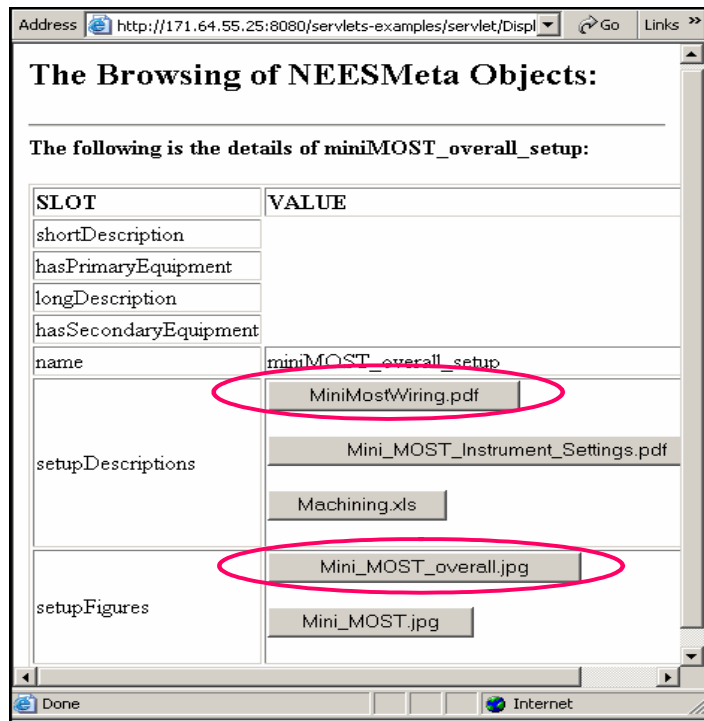 Address http://171.64.55.25:8080/servlets-examples/servlet/Displ Go Links »
The Browsing of NEESMeta Objects:
The following is the details of miniMOST_overall_setup:
SLOT VALUE
shortDescription
hasPrimaryEquipment
longDescription
hasSecondaryEquipment
name miniMOST_overall_setup
MiniMostWiring.pdf
setupDescriptions Mini_MOST_Instrument_Settings.pdf
Machining.xls
Mini_MOST_overall.jpg
setupFigures
Mini_MOST.jpg
Done Internet